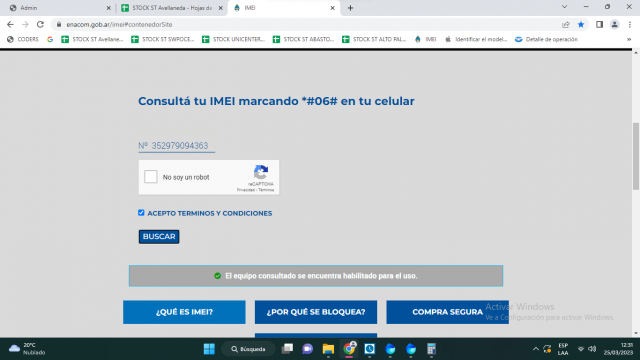 Admin
STOCK ST Avellaneda - Hojas de
IMEI
enacom.gob.ar/imei#contenedorSite
CODERS
G
STOCK ST Avellane...
STOCK ST SWPOCE...
STOCK UNICENTER...
STOCK ST ABASTO...
STOCK ST ALTO PAL...
IMEI
Identificar el model...
Detalle de operación
Consultá tu IMEI marcando *#06# en tu celular
Nº 352979094363
No soy un robot
reCAPTCHA
Privacidad - Términos
ACEPTO TERMINOS Y CONDICIONES
BUSCAR
El equipo consultado se encuentra habilitado para el uso.
¿QUÉ ES IMEI?
¿POR QUÉ SE BLOQUEA?
COMPRA SEGURA
Activar Windows
Ve a Configuración para activar Windows.
20°C
Nublado
Búsqueda
ESP
LAA
12:31
25/03/2023